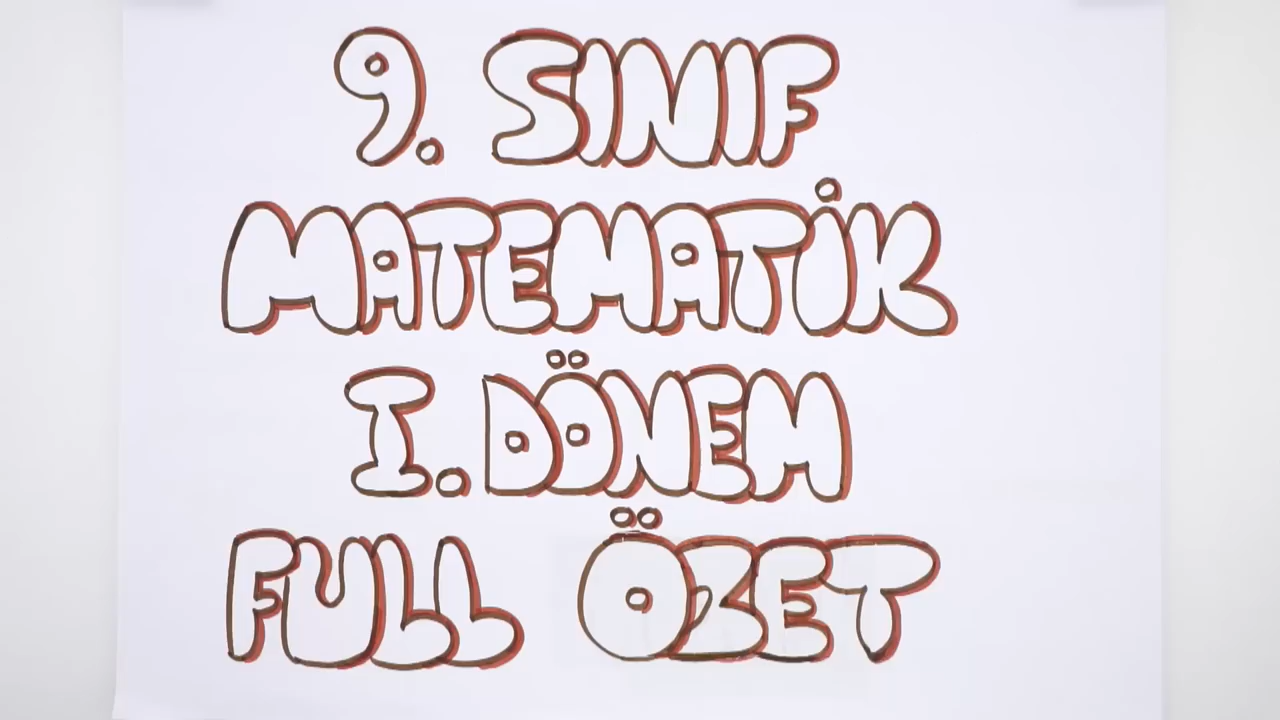 9. SINIF
MATEMATİK
I. DÖNEM
FULL ÖZET